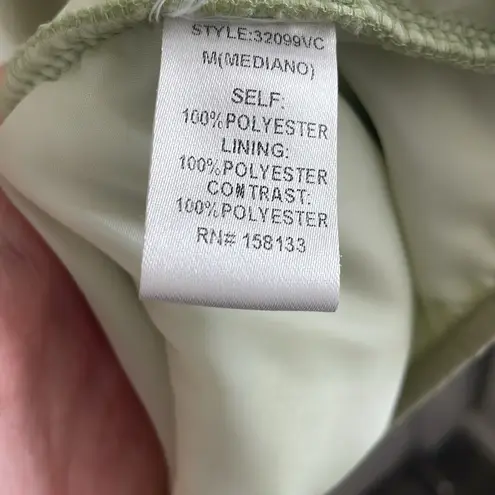 STYLE:32099VC
M(MEDIANO)
SELF:
100%POLYESTER
LINING:
100%POLYESTER
CONTRAST:
100%POLYESTER
RN# 158133